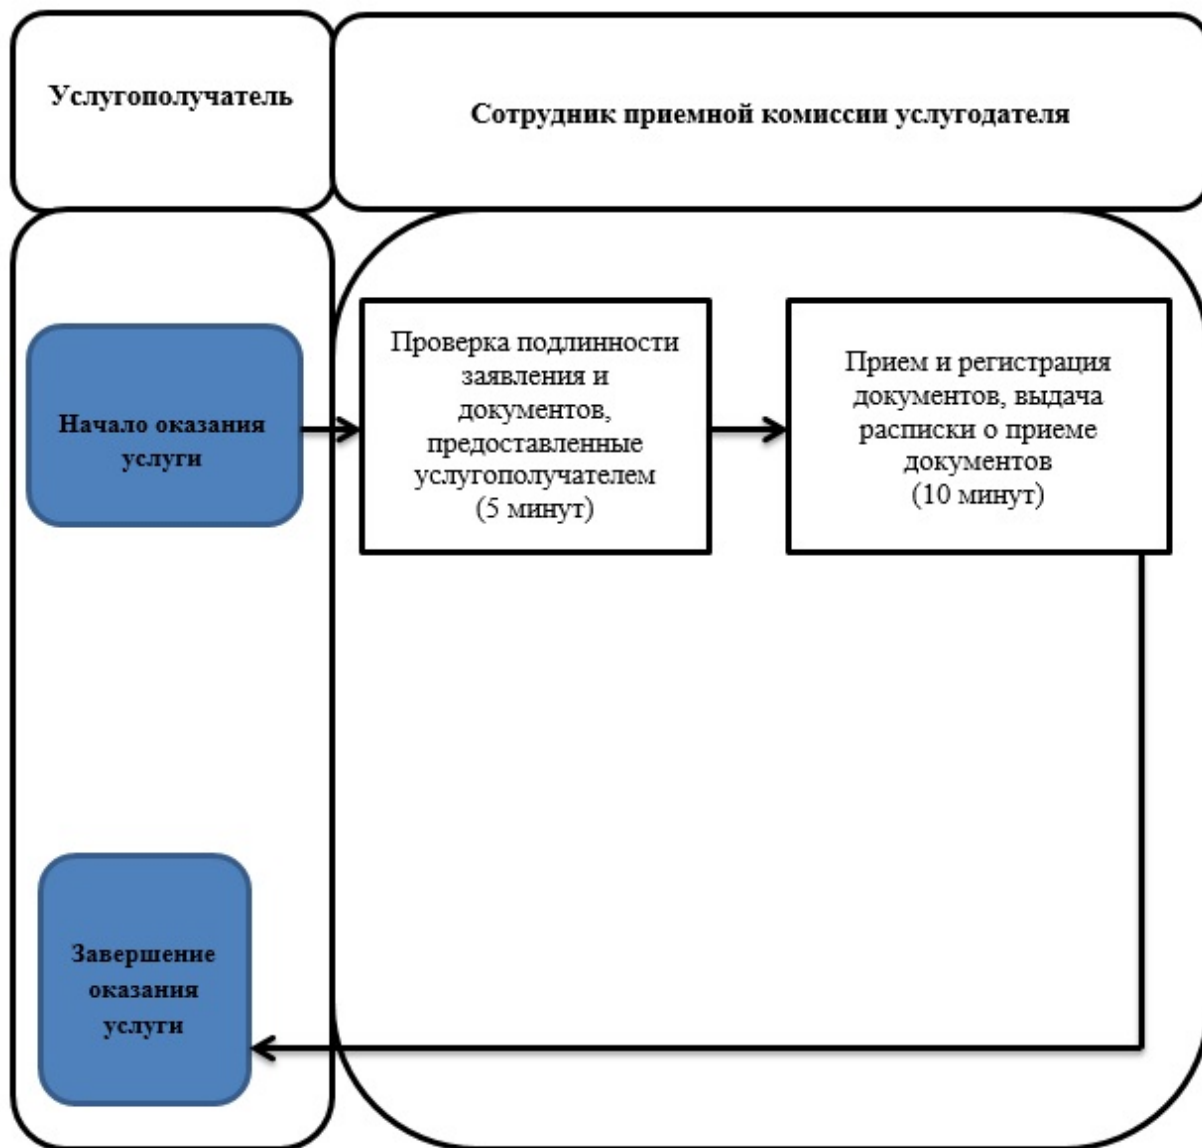 Услугополучатель
Сотрудник приемной комиссии услугодателя
Начало оказания
услуги
Проверка подлинности
заявления и
документов,
предоставленные
услугополучателем
(5 минут)
Прием и регистрация
документов, выдача
расписки о приеме
документов
(10 минут)
Завершение
оказания
услуги